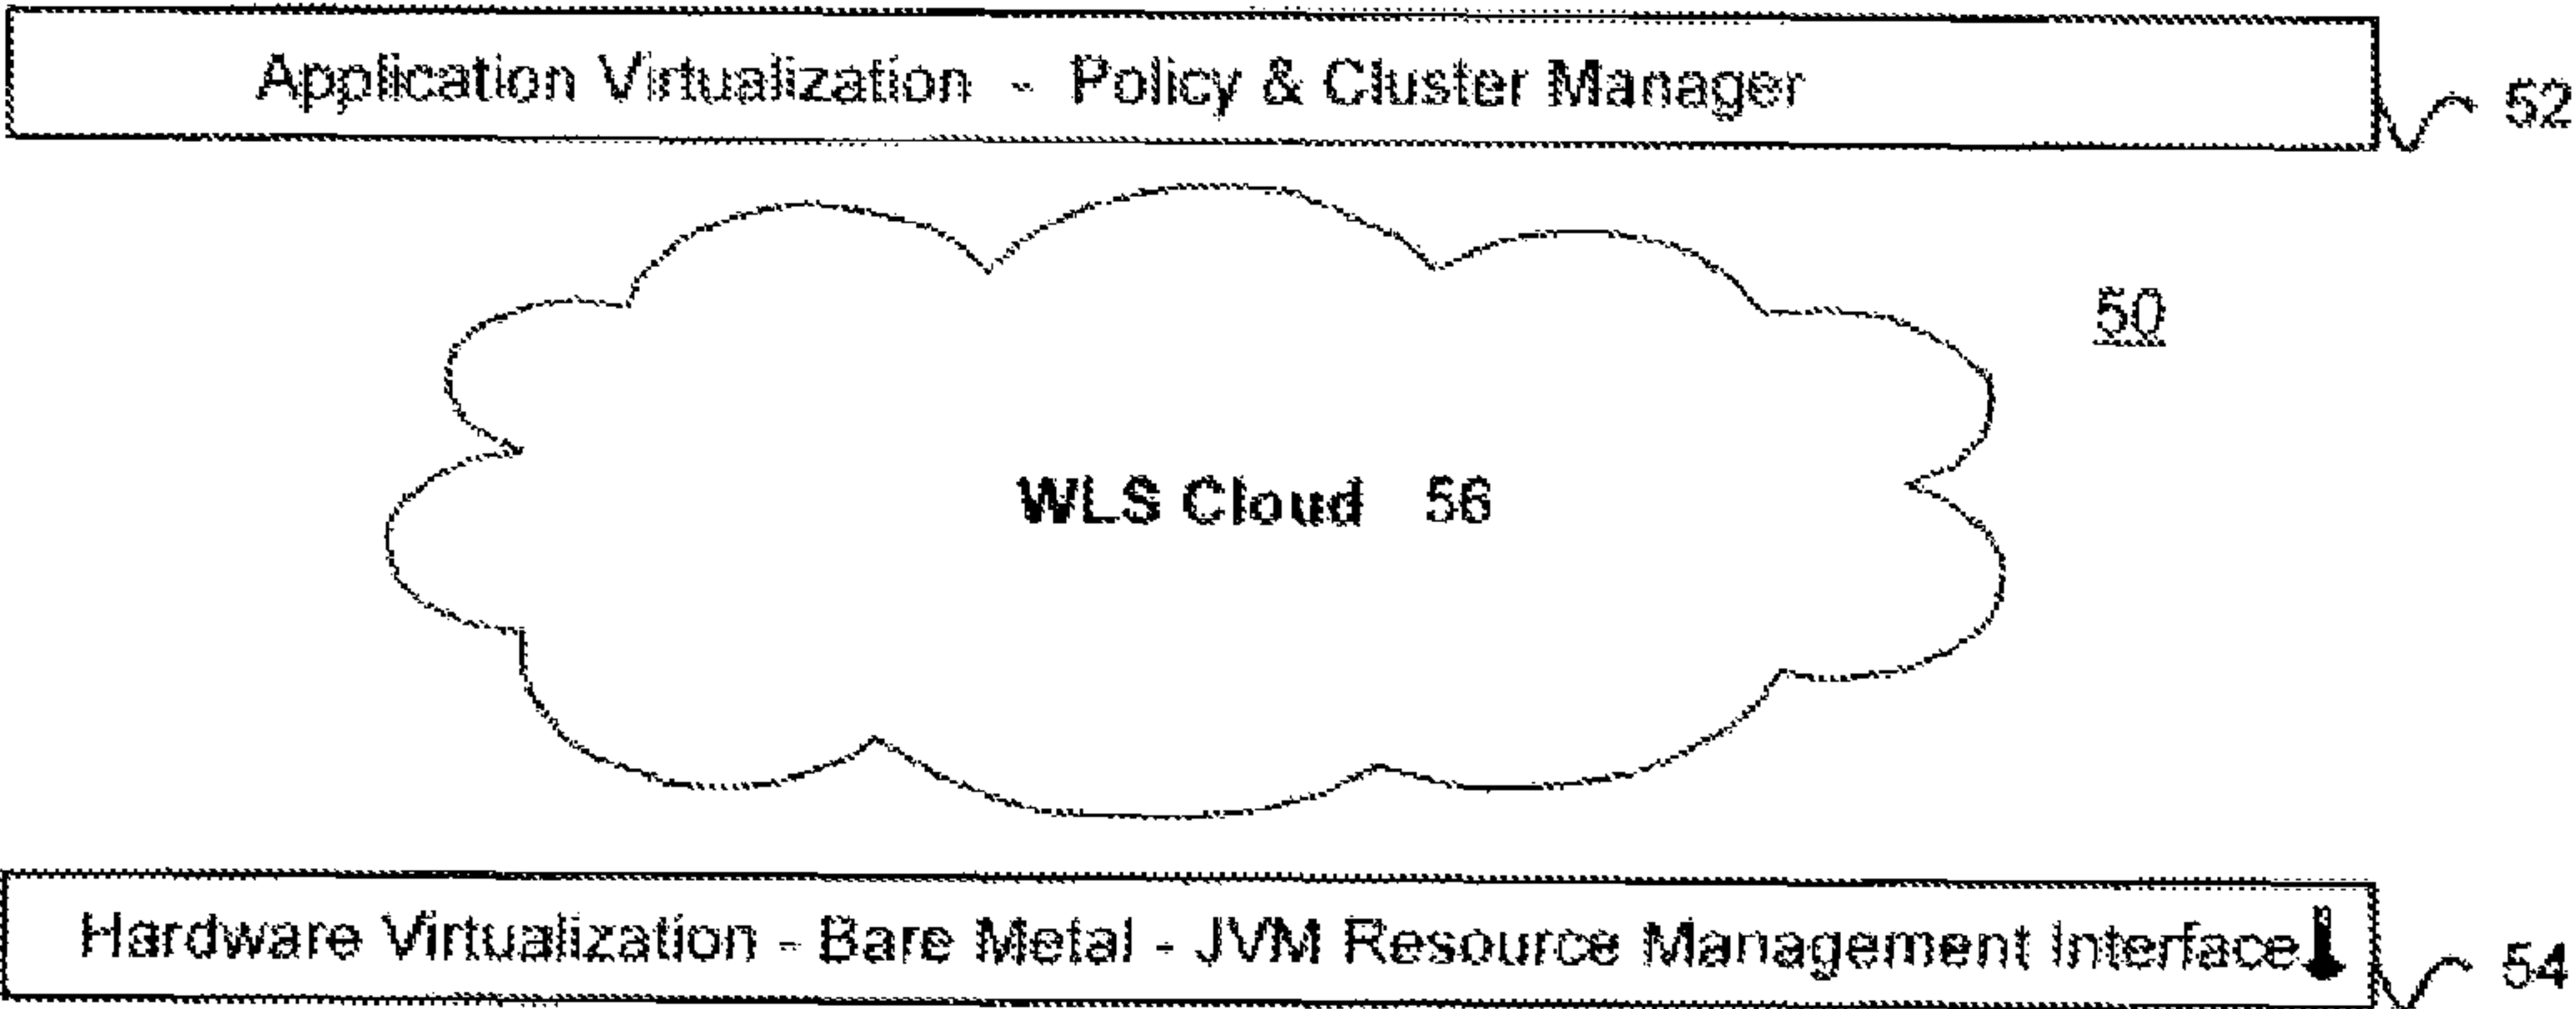 Application Virtualization - Policy & Cluster Manager
52
50
WLS Cloud 56
Hardware Virtualization - Bare Metal - JVM Resource Management Interface
54